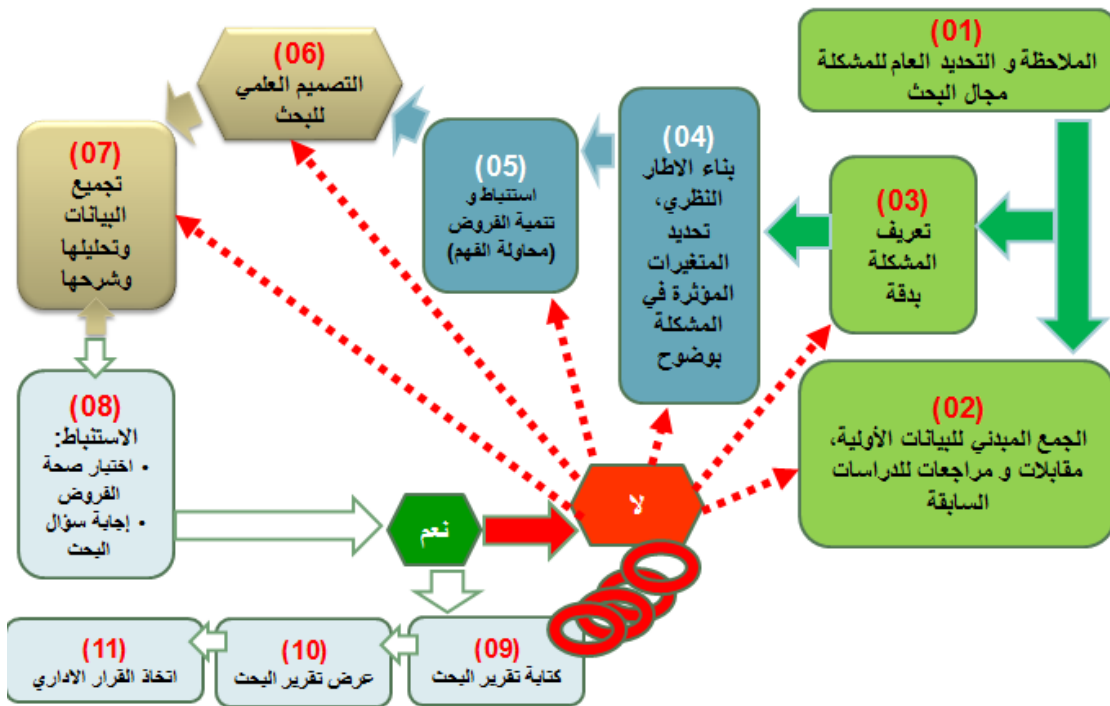 (01)
الملاحظة و التحديد العام للمشكلة
مجال البحث
(02)
الجمع المبدني للبيانات الأولية،
مقابلات و مراجعات للدراسات
السابقة
(03)
تعريف
المشكلة
بدقة
(04)
بناء الاطار
النظري،
تحديد
المتغيرات
المؤثرة في
المشكلة
بوضوح
(05)
استنباط و
تنمية الفروض
(محاولة الفهم)
(06)
التصميم العلمي
للبحث
(07)
تجميع
البيانات
وتحليلها
وشرحها
(08)
الاستنباط:
• اختبار صحة
الفروض
• إجابة سؤال
البحث
نعم
لا
(09)
كتابة تقرير البحث
(10)
عرض تقرير البحث
(11)
اتخاذ القرار الاداري